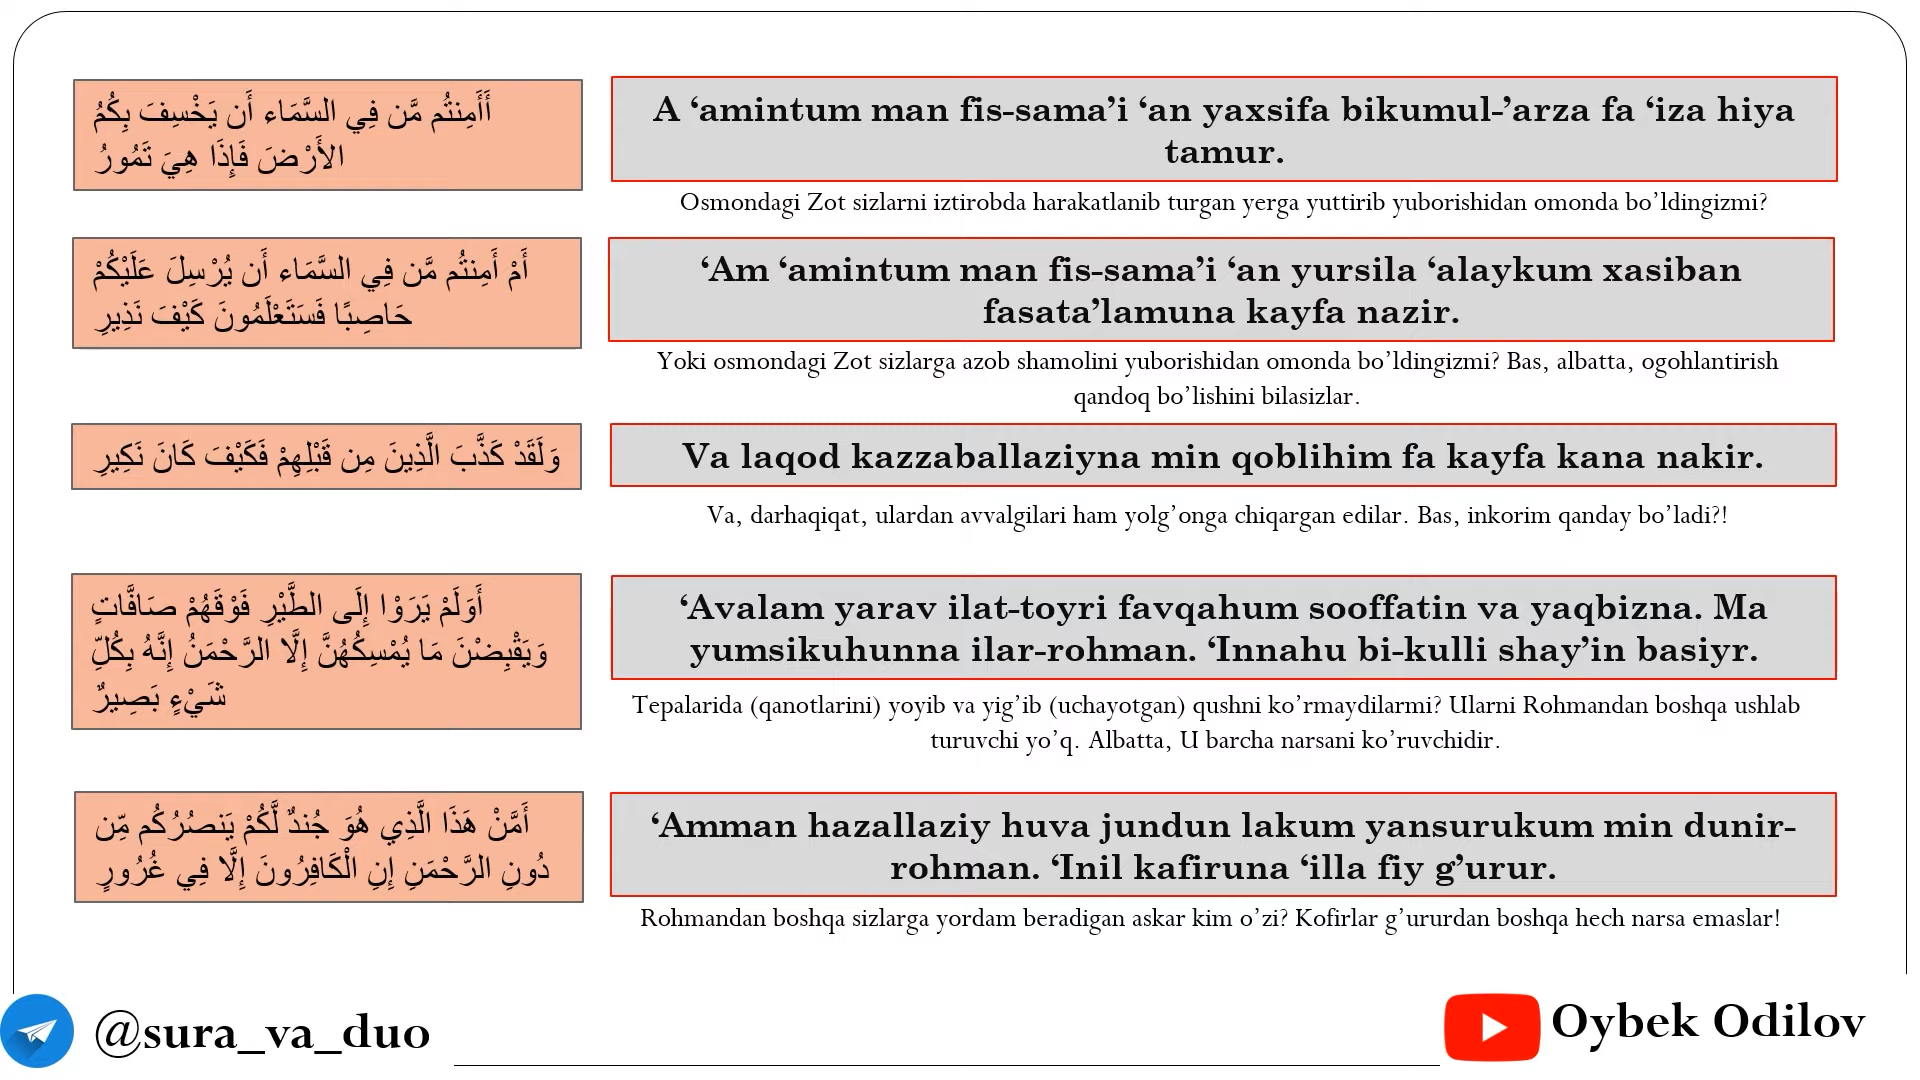 أَأَمِنتُم مَّن فِي السَّمَاء أَن يَخْسِفَ بِكُمُ
الأَرْضَ فَإِذَا هِيَ تَمُورُ
A ‘amintum man fis-sama’i ‘an yaxsifa bikumul-’arza fa ‘iza hiya
tamur.
Osmondagi Zot sizlarni iztirobda harakatlanib turgan yerga yuttirib yuborishidan omonda bo’ldingizmi?
أَمْ أَمِنتُم مَّن فِي السَّمَاء أَن يُرْسِلَ عَلَيْكُمْ
حَاصِبًا فَسَتَعْلَمُونَ كَيْفَ نَذِيرِ
‘Am ‘amintum man fis-sama’i ‘an yursila ‘alaykum xasiban
fasata’lamuna kayfa nazir.
Yoki osmondagi Zot sizlarga azob shamolini yuborishidan omonda bo’ldingizmi? Bas, albatta, ogohlantirish
qandoq bo’lishini bilasizlar.
وَلَقَدْ كَذَّبَ الَّذِينَ مِن قَبْلِهِمْ فَكَيْفَ كَانَ نَكِيرِ
Va laqod kazzaballaziyna min qoblihim fa kayfa kana nakir.
Va, darhaqiqat, ulardan avvalgilari ham yolg’onga chiqargan edilar. Bas, inkorim qanday bo’ladi?!
أَوَلَمْ يَرَوْا إِلَى الطَّيْرِ فَوْقَهُمْ صَافَّاتٍ
وَيَقْبِضْنَ مَا يُمْسِكُهُنَّ إِلَّا الرَّحْمَنُ إِنَّهُ بِكُلِّ
شَيْءٍ بَصِيرٌ
‘Avalam yarav ilat-toyri favqahum sooffatin va yaqbizna. Ma
yumsikuhunna ilar-rohman. ‘Innahu bi-kulli shay’in basiyr.
Tepalarida (qanotlarini) yoyib va yig’ib (uchayotgan) qushni ko’rmaydilarmi? Ularni Rohmandan boshqa ushlab
turuvchi yo’q. Albatta, U barcha narsani ko’ruvchidir.
أَمَّنْ هَذَا الَّذِي هُوَ جُندٌ لَّكُمْ يَنصُرُكُم مِّن
دُونِ الرَّحْمَنِ إِنِ الْكَافِرُونَ إِلَّا فِي غُرُورٍ
‘Amman hazallaziy huva jundun lakum yansurukum min dunir-
rohman. ‘Inil kafiruna ‘illa fiy g’urur.
Rohmandan boshqa sizlarga yordam beradigan askar kim o’zi? Kofirlar g’ururdan boshqa hech narsa emaslar!
@sura_va_duo
Oybek Odilov